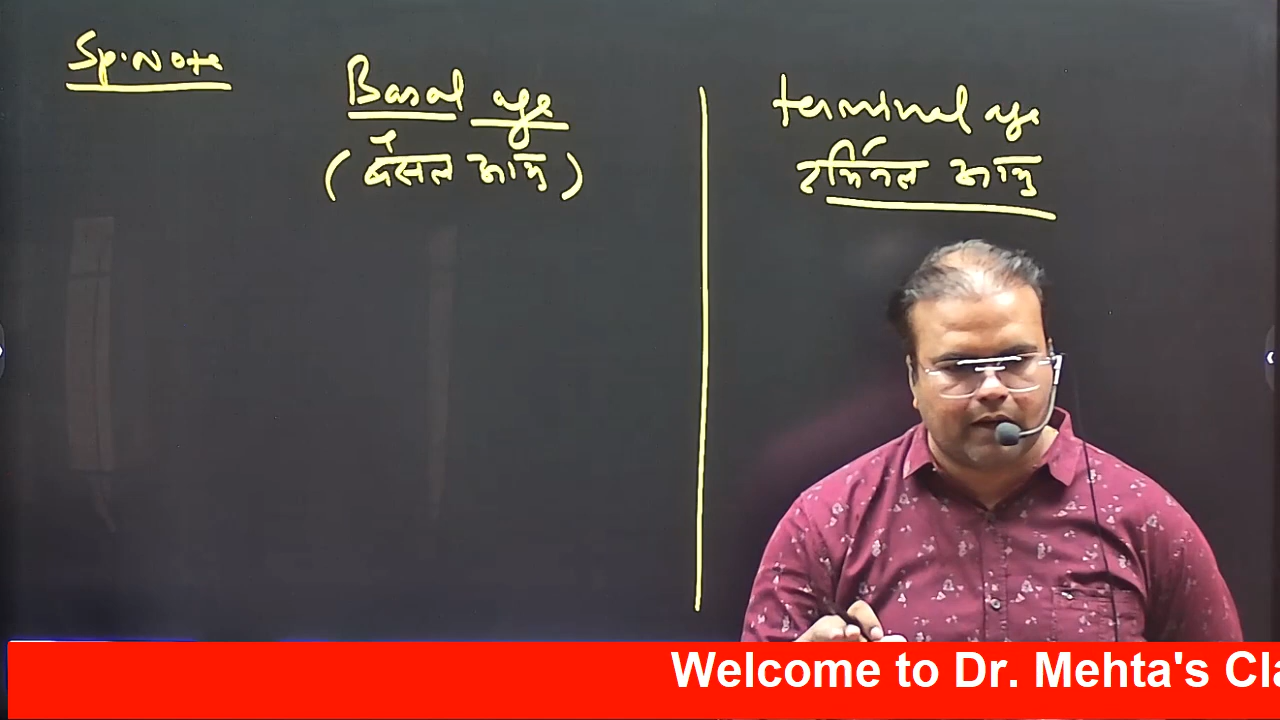 Sp. Note
Basal age
(बेसल आयु)
terminal age
टर्मिनल आयु
Welcome to Dr. Mehta's Cla